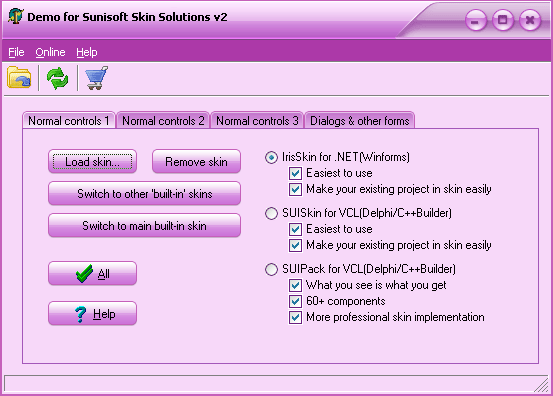 Demo for Sunisoft Skin Solutions v2
File Online Help
Normal controls 1 Normal controls 2 Normal controls 3 Dialogs & other forms
Load skin... Remove skin
Switch to other 'built-in' skins
Switch to main built-in skin
All
Help
IrisSkin for .NET(Winforms)
Easiest to use
Make your existing project in skin easily
SUISkin for VCL(Delphi/C++Builder)
Easiest to use
Make your existing project in skin easily
SUIPack for VCL(Delphi/C++Builder)
What you see is what you get
60+ components
More professional skin implementation